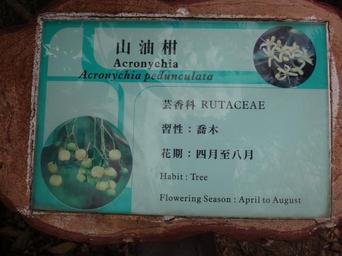 山油柑
Acronychia
Acronychia pedunculata
芸香科 RUTACEAE
習性：喬木
花期：四月至八月
Habit : Tree
Flowering Season : April to August